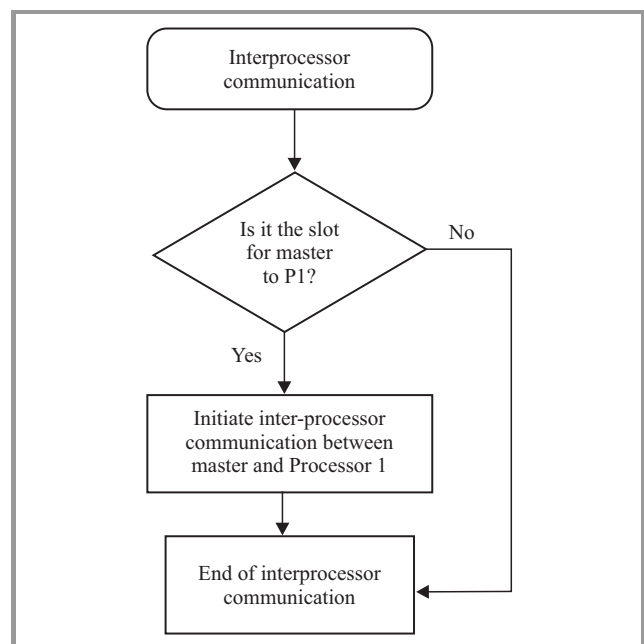 Interprocessor
communication
Is it the slot
for master
to P1?
No
Yes
Initiate inter-processor
communication between
master and Processor 1
End of interprocessor
communication